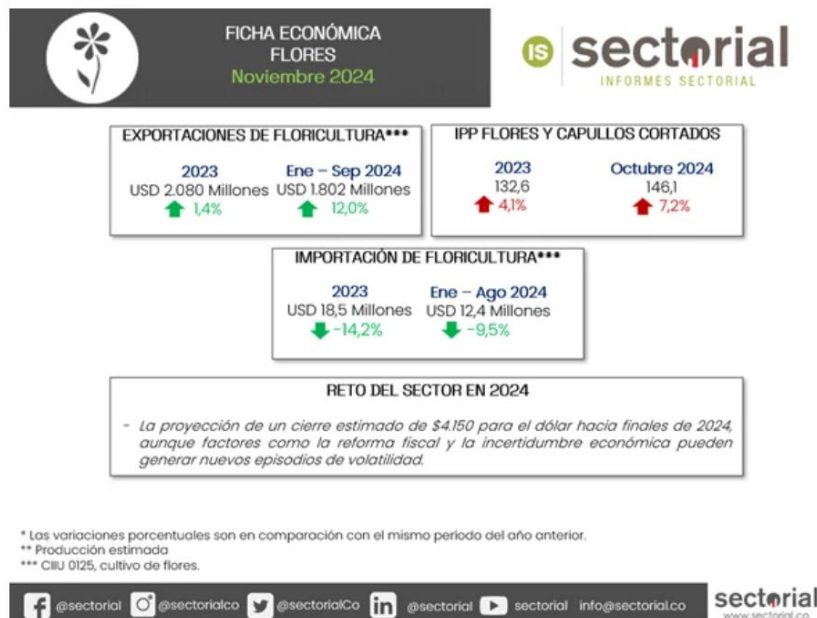 FICHA ECONÓMICA
FLORES
Noviembre 2024
IS sectorial
INFORMES SECTORIAL
EXPORTACIONES DE FLORICULTURA***
2023 Ene – Sep 2024
USD 2.080 Millones USD 1.802 Millones
1,4% 12,0%
IPP FLORES Y CAPULLOS CORTADOS
2023 Octubre 2024
132,6 146,1
4,1% 7,2%
IMPORTACIÓN DE FLORICULTURA***
2023 Ene – Ago 2024
USD 18,5 Millones USD 12,4 Millones
-14,2% -9,5%
RETO DEL SECTOR EN 2024
- La proyección de un cierre estimado de $4.150 para el dólar hacia finales de 2024,
aunque factores como la reforma fiscal y la incertidumbre económica pueden
generar nuevos episodios de volatilidad.
* Las variaciones porcentuales son en comparación con el mismo período del año anterior.
** Producción estimada
*** CIIU 0125, cultivo de flores.
@sectorial @sectorialco @sectorialCo @sectorial sectorial info@sectorial.co
sectorial
www.sectorial.co